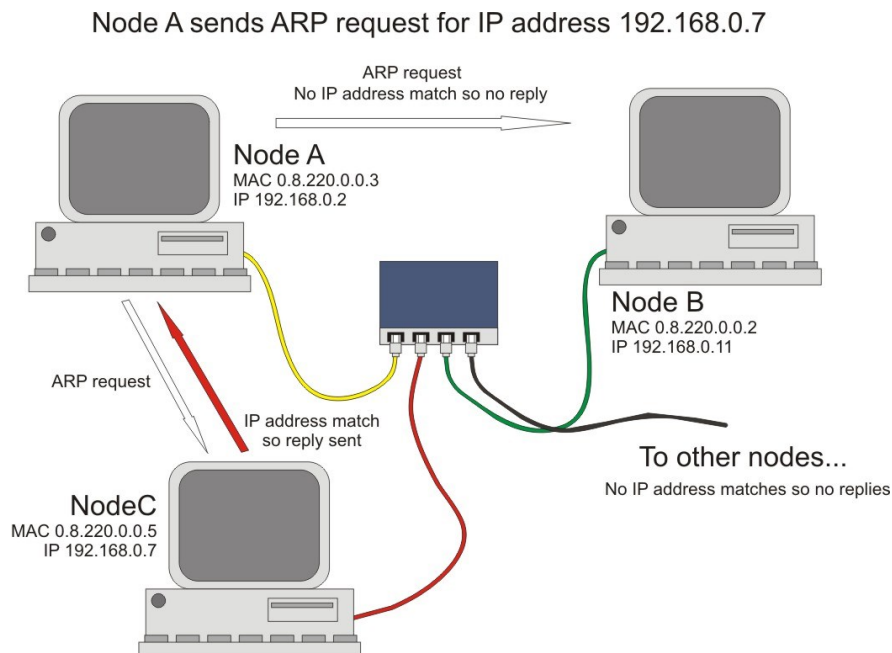 Node A sends ARP request for IP address 192.168.0.7
ARP request
No IP address match so no reply
Node A
MAC 0.8.220.0.0.3
IP 192.168.0.2
Node B
MAC 0.8.220.0.0.2
IP 192.168.0.11
ARP request
IP address match
so reply sent
To other nodes...
No IP address matches so no replies
NodeC
MAC 0.8.220.0.0.5
IP 192.168.0.7